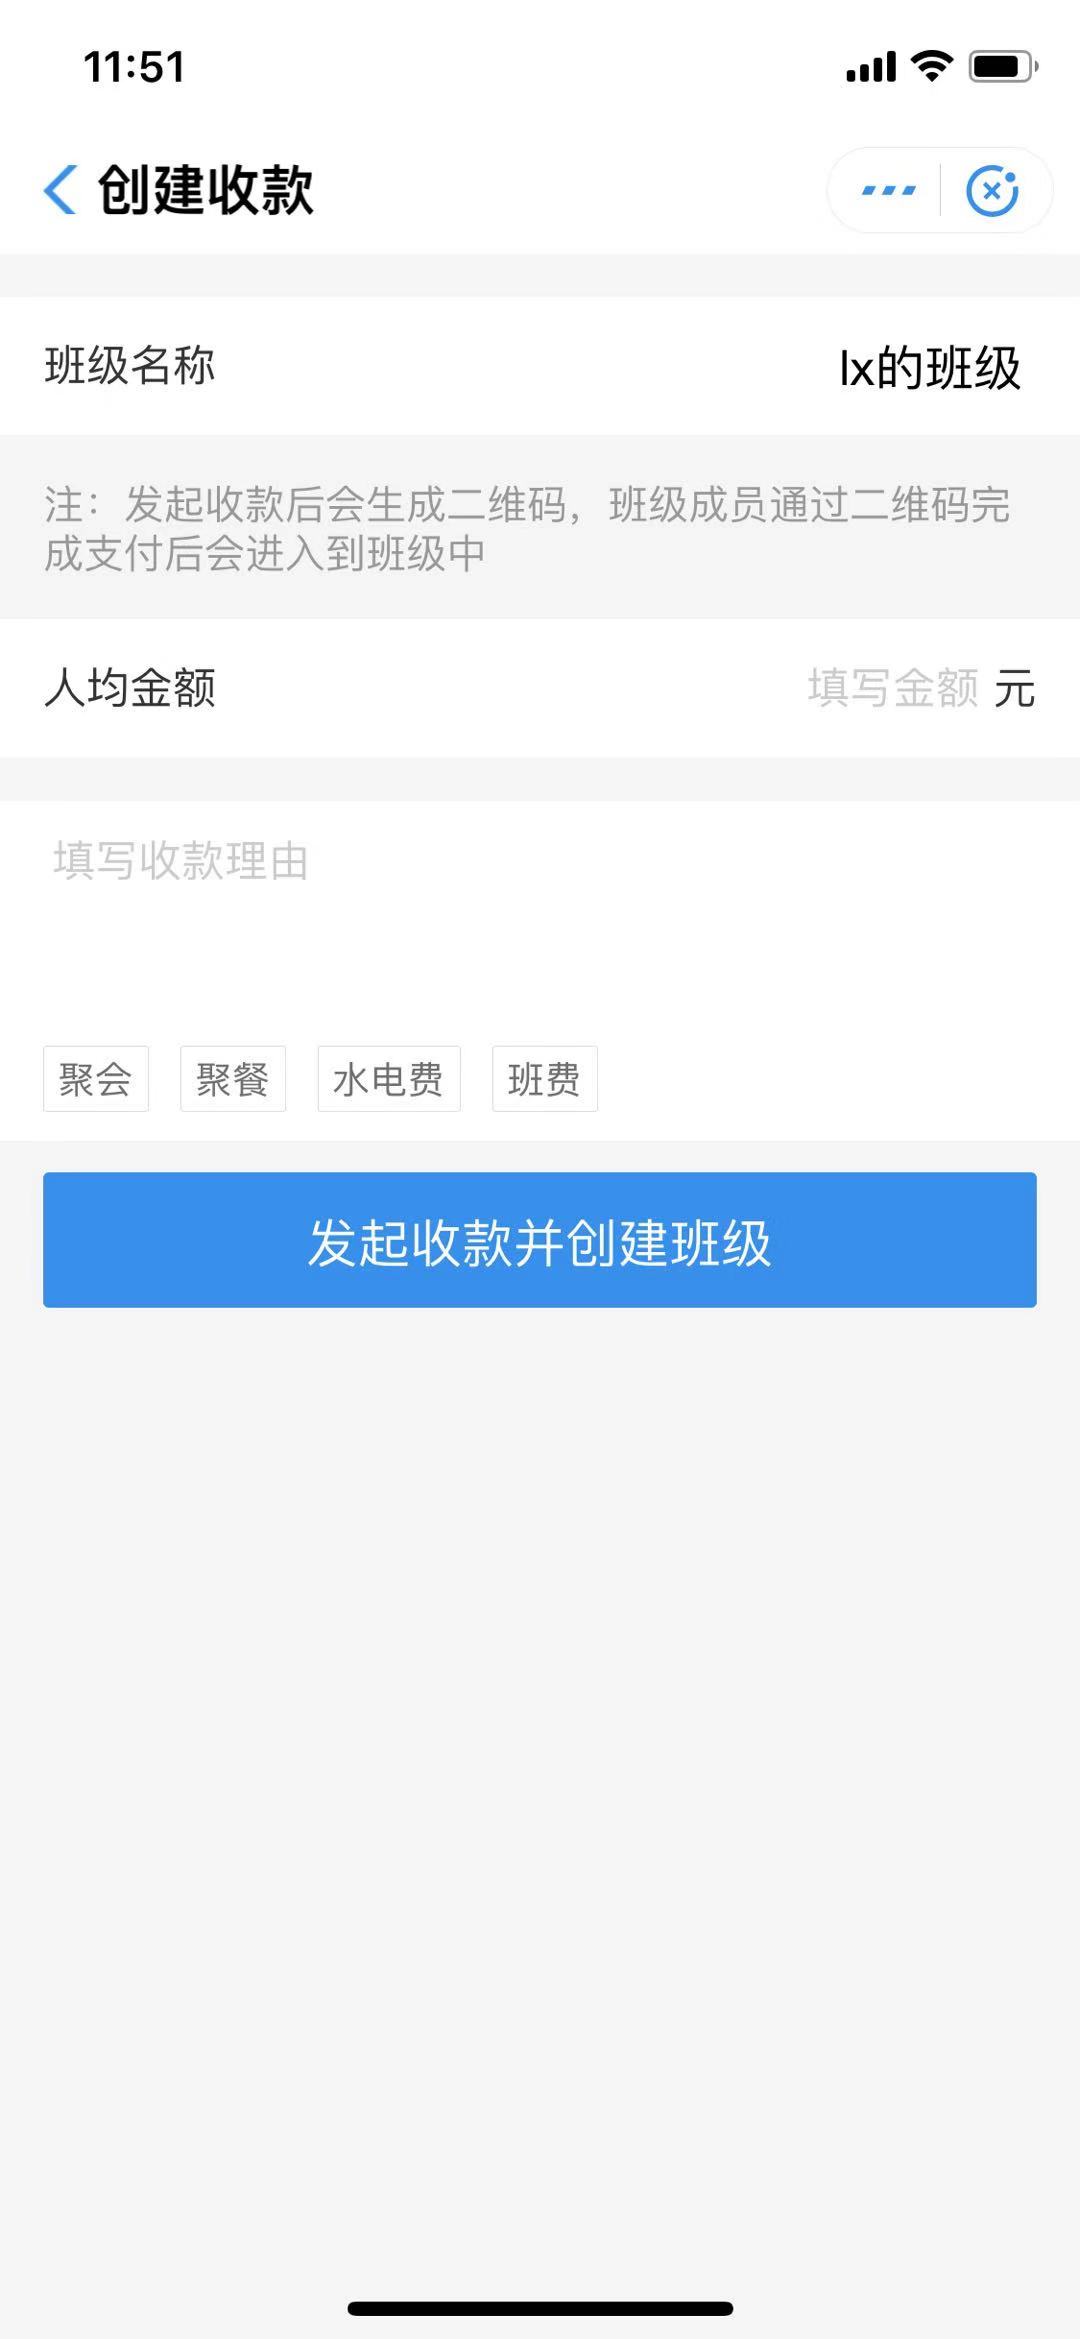 11:51
创建收款
班级名称
lx的班级
注：发起收款后会生成二维码，班级成员通过二维码完
成支付后会进入到班级中
人均金额
填写金额 元
填写收款理由
聚会 聚餐 水电费 班费
发起收款并创建班级